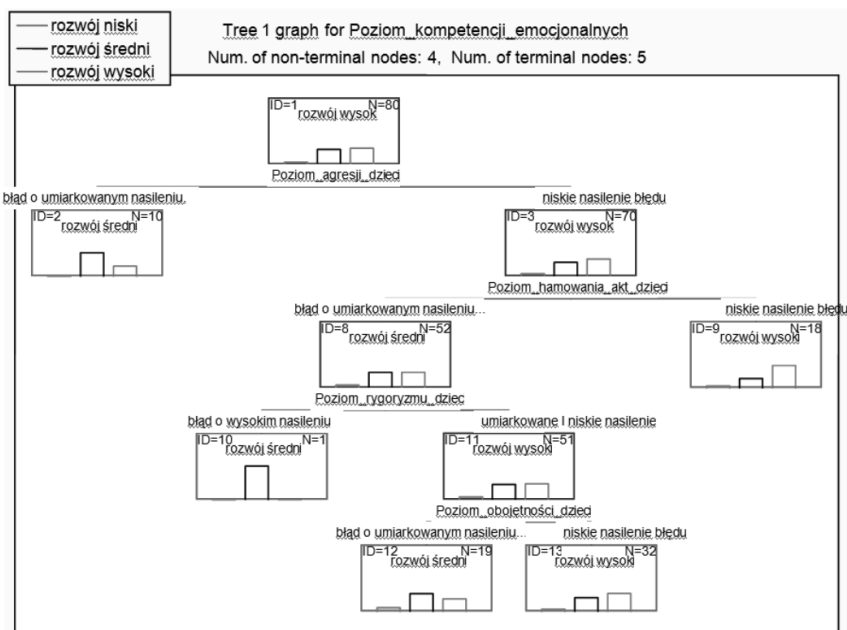 rozwój niski
rozwój średni
rozwój wysoki
Tree 1 graph for Poziom_kompetencji_emocjonalnych
Num. of non-terminal nodes: 4, Num. of terminal nodes: 5
ID=1 N=80
rozwój wysok
Poziom_agresji_dzieci
błąd o umiarkowanym nasileniu,
niskie nasilenie błędu
ID=2 N=10
rozwój średni
ID=3 N=70
rozwój wysok
Poziom_hamowania_akt_dzieci
błąd o umiarkowanym nasileniu...
niskie nasilenie błędu
ID=8 N=52
rozwój średni
ID=9 N=18
rozwój wysoki
Poziom_rygoryzmu_dziec
błąd o wysokim nasileniu
umiarkowane I niskie nasilenie
ID=10 N=1
rozwój średni
ID=11 N=51
rozwój wysoki
Poziom_obojętności_dzieci
błąd o umiarkowanym nasileniu...
niskie nasilenie błędu
ID=12 N=19
rozwój średni
ID=13 N=32
rozwój wysoki